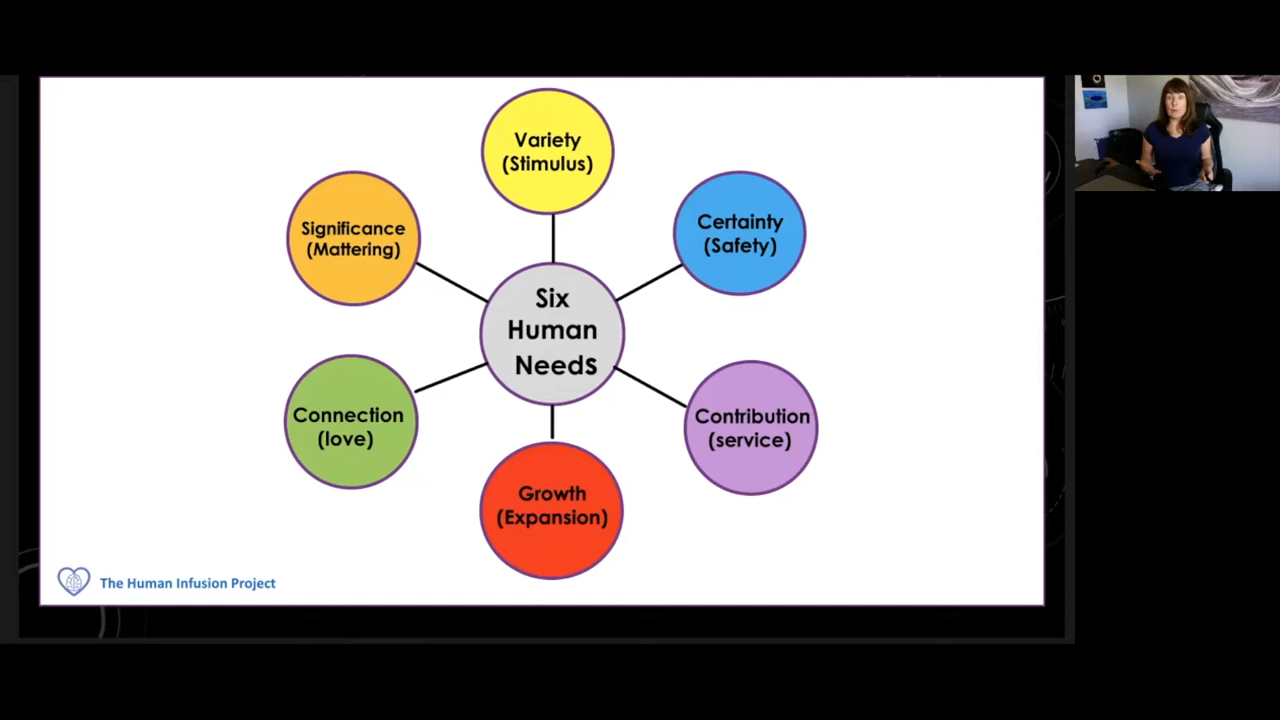 Variety
(Stimulus)
Significance
(Mattering)
Certainty
(Safety)
Six
Human
Needs
Connection
(love)
Contribution
(service)
Growth
(Expansion)
The Human Infusion Project